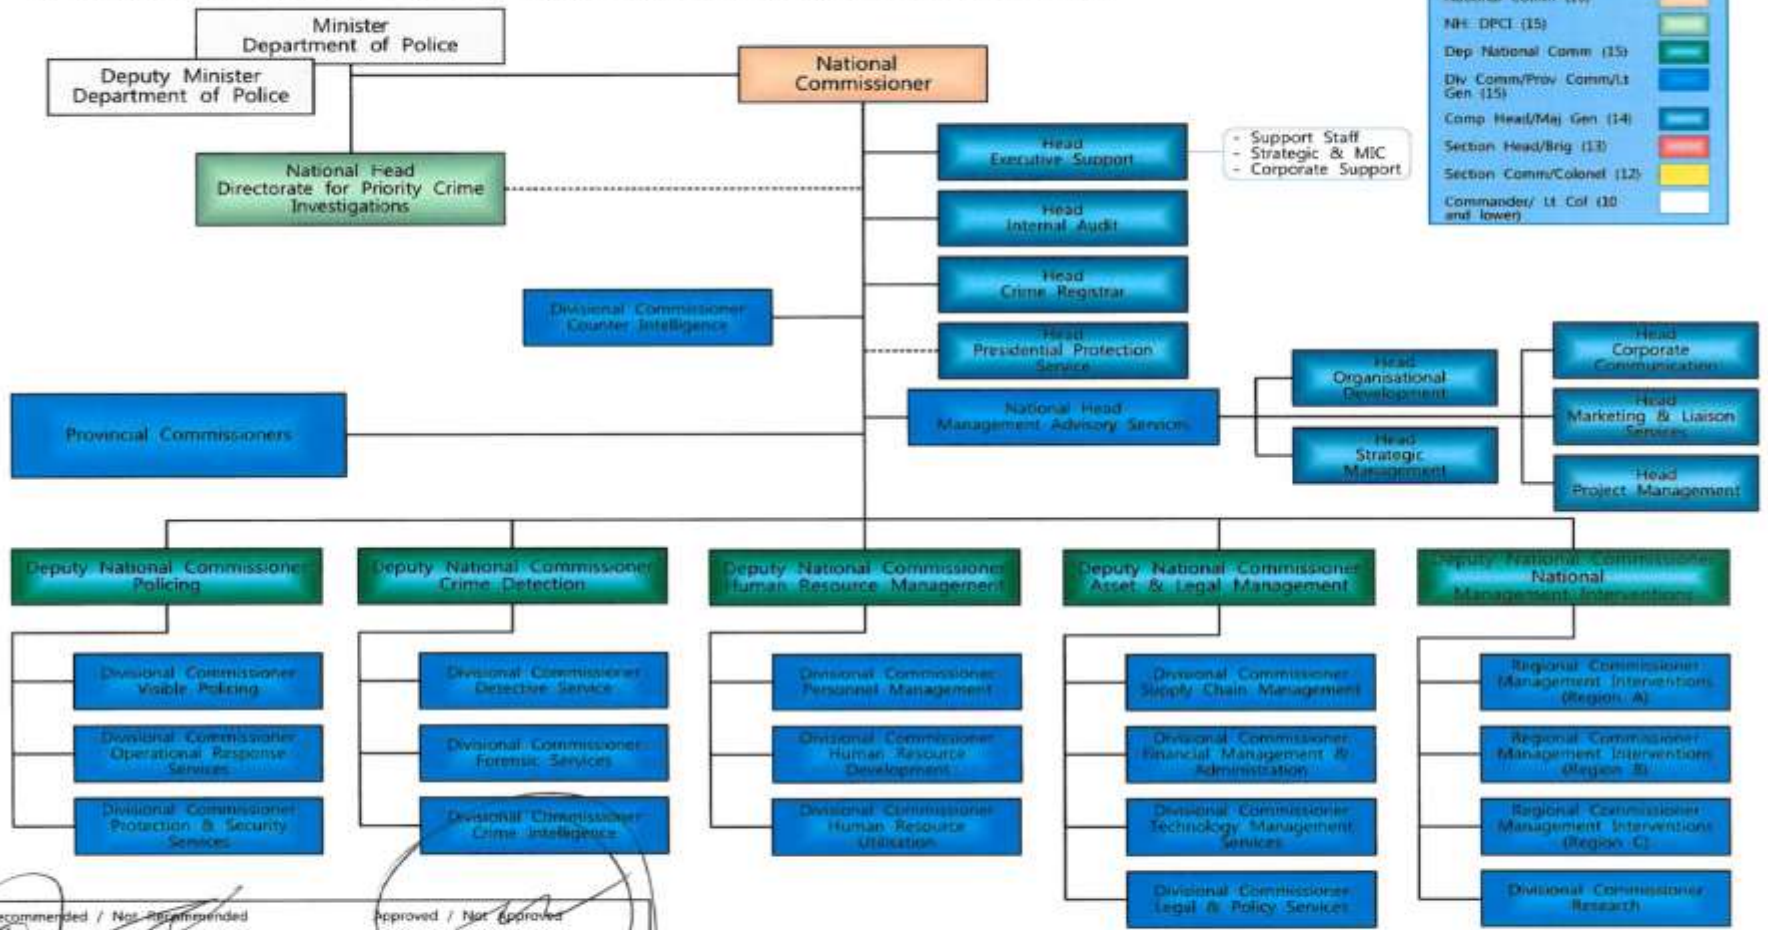 Minister
Department of Police
Deputy Minister
Department of Police
National
Commissioner
National Head
Directorate for Priority Crime
Investigations
Head
Executive Support
- Support Staff
- Strategic & MIC
- Corporate Support
NH: DPCI (15)
Dep National Comm (15)
Div Comm/Prov Comm/Lt
Gen (15)
Comp Head/Maj Gen (14)
Section Head/Brig (13)
Section Comm/Colonel (12)
Commander/ Lt Col (10
and lower)
Head
Internal Audit
Head
Crime Registrar
Divisional Commissioner
Counter Intelligence
Head
Presidential Protection
Service
Provincial Commissioners
National Head
Management Advisory Services
Head
Organisational
Development
Head
Strategic
Management
Head
Corporate
Communication
Head
Marketing & Liaison
Services
Head
Project Management
Deputy National Commissioner
Policing
Divisional Commissioner
Visible Policing
Divisional Commissioner
Operational Response
Services
Divisional Commissioner
Protection & Security
Services
Deputy National Commissioner
Crime Detection
Divisional Commissioner
Detective Service
Divisional Commissioner
Forensic Services
Divisional Commissioner
Crime Intelligence
Deputy National Commissioner
Human Resource Management
Divisional Commissioner
Personnel Management
Divisional Commissioner
Human Resource
Development
Divisional Commissioner
Human Resource
Utilisation
Deputy National Commissioner
Asset & Legal Management
Divisional Commissioner
Supply Chain Management
Divisional Commissioner
Financial Management &
Administration
Divisional Commissioner
Technology Management
Services
Divisional Commissioner
Legal & Policy Services
Deputy National Commissioner
National
Management Interventions
Regional Commissioner
Management Interventions
(Region A)
Regional Commissioner
Management Interventions
(Region B)
Regional Commissioner
Management Interventions
(Region C)
Divisional Commissioner
Research
ecommended / Not Recommended
Approved / Not Approved